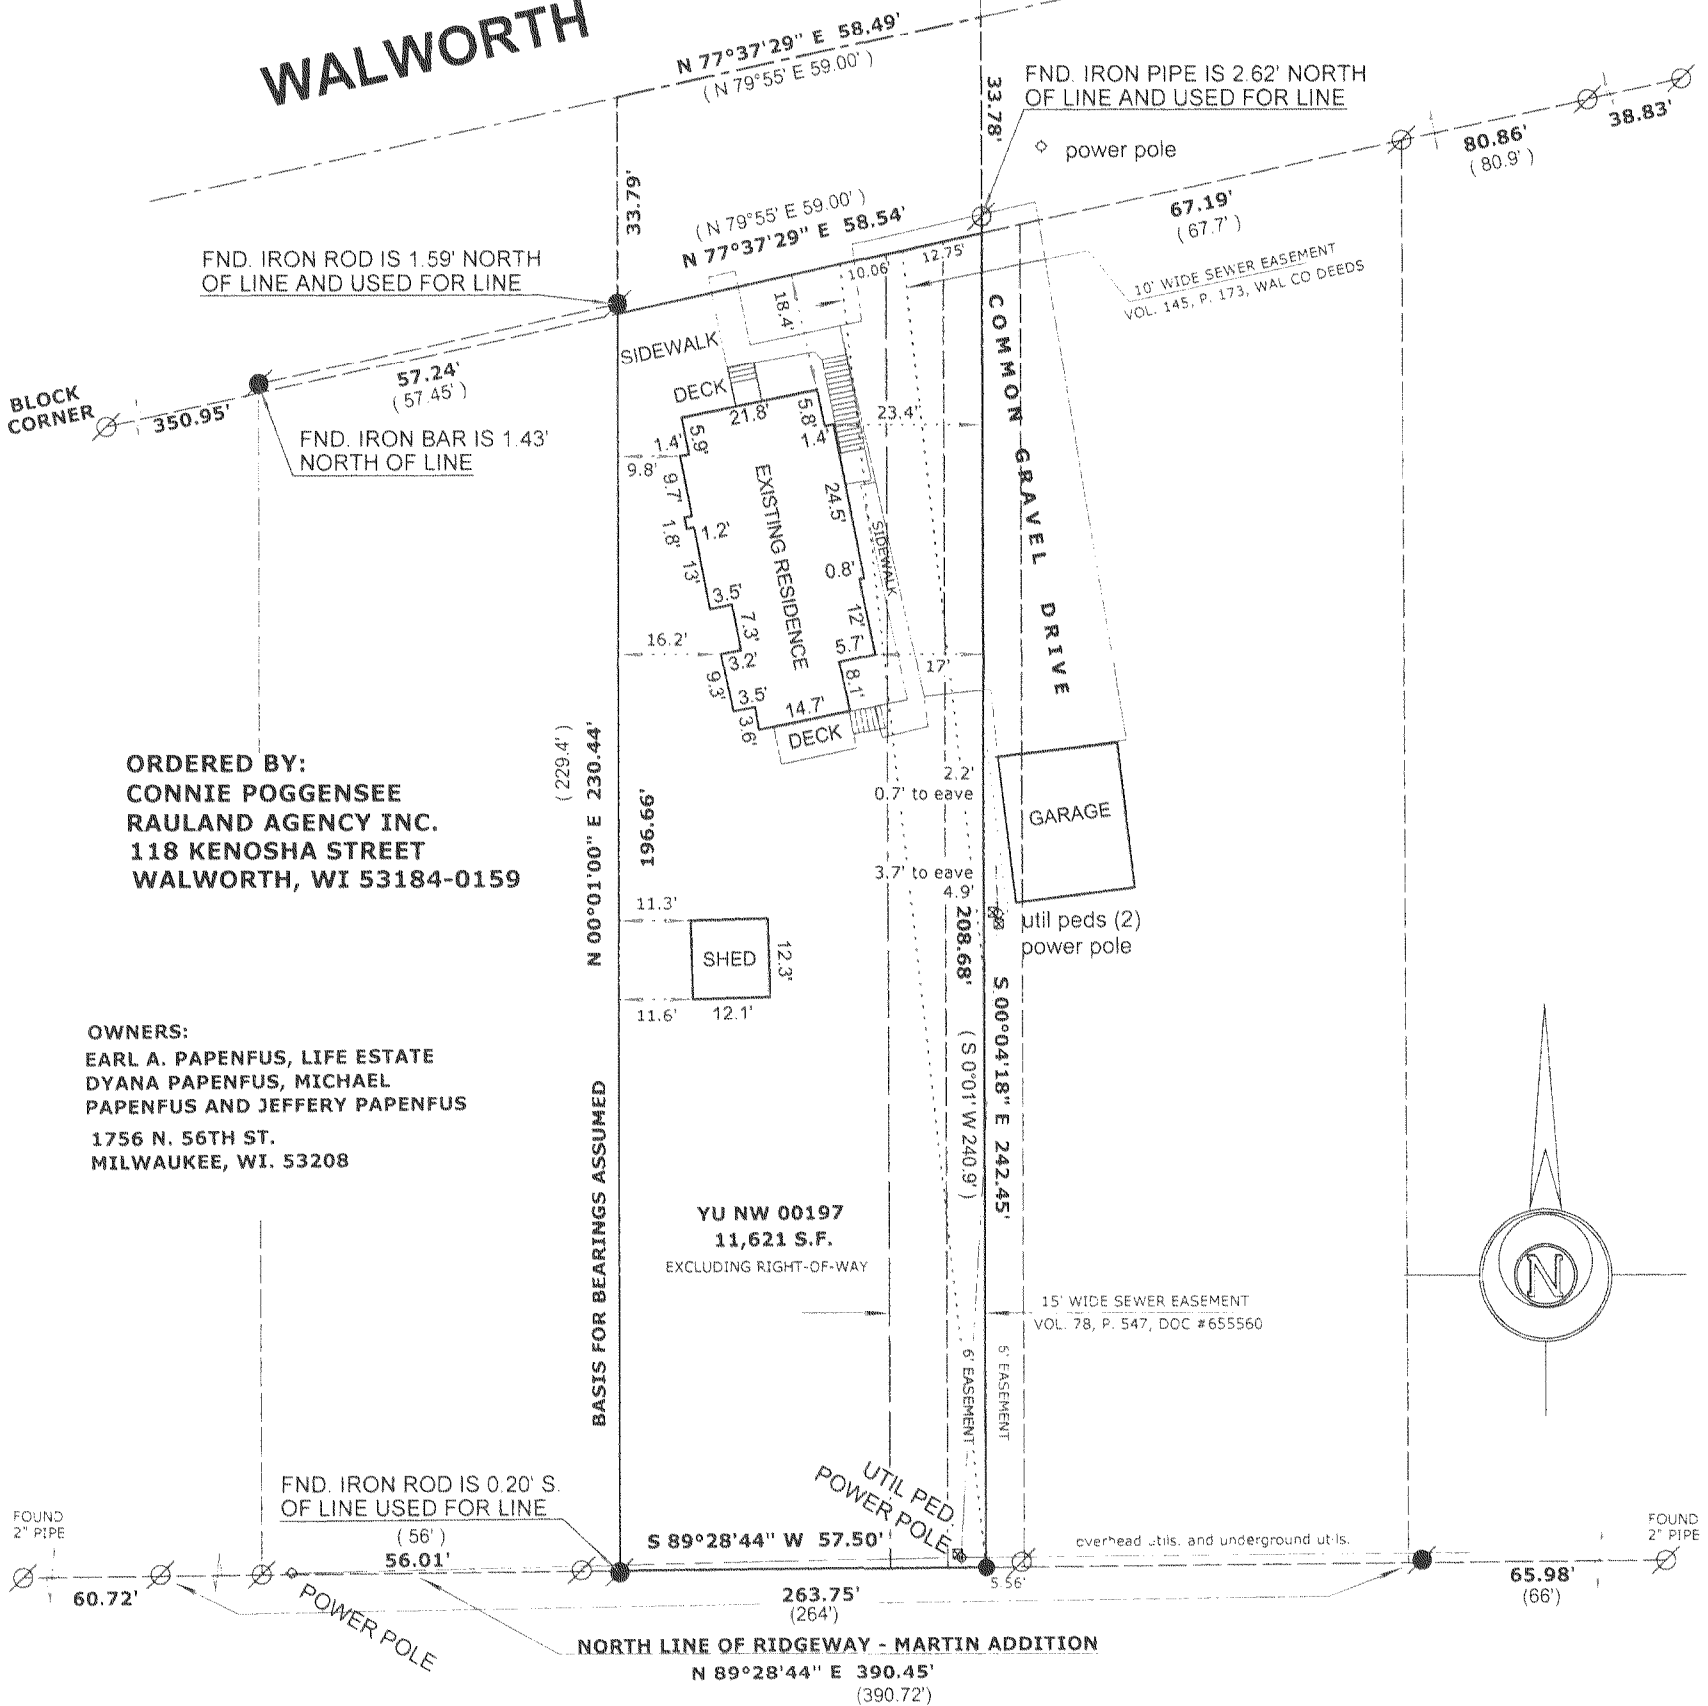 WALWORTH
N 77°37'29" E 58.49'
( N 79°55' E 59.00' )
33.78'
FND. IRON PIPE IS 2.62' NORTH
OF LINE AND USED FOR LINE
power pole
38.83'
80.86'
( 80.9' )
67.19'
( 67.7' )
33.79'
( N 79°55' E 59.00' )
N 77°37'29" E 58.54'
10.06
12.75'
10' WIDE SEWER EASEMENT
VOL. 145, P. 173, WAL CO DEEDS
FND. IRON ROD IS 1.59' NORTH
OF LINE AND USED FOR LINE
18.4'
SIDEWALK
DECK
57.24'
( 57.45' )
BLOCK
CORNER
350.95'
FND. IRON BAR IS 1.43'
NORTH OF LINE
21.8'
5.8'
1.4'
23.4'
1.4'
5.9'
9.8'
9.7'
1.8'
1.2'
13'
3.5'
7.3'
16.2'
3.2'
9.3'
3.5'
3.6'
14.7'
DECK
EXISTING RESIDENCE
24.5'
0.8'
12'
5.7'
8.1'
SIDEWALK
17'
COMMON GRAVEL DRIVE
ORDERED BY:
CONNIE POGGENSEE
RAULAND AGENCY INC.
118 KENOSHA STREET
WALWORTH, WI 53184-0159
( 229.4' )
N 00°01'00" E 230.44'
196.66'
2.2'
0.7' to eave
GARAGE
3.7' to eave
4.9'
util peds (2)
power pole
11.3'
SHED
12.3'
11.6'
12.1'
208.68'
S 00°04'18" E 242.45'
( S 0°01' W 240.9' )
OWNERS:
EARL A. PAPENFUS, LIFE ESTATE
DYANA PAPENFUS, MICHAEL
PAPENFUS AND JEFFERY PAPENFUS
1756 N. 56TH ST.
MILWAUKEE, WI. 53208
BASIS FOR BEARINGS ASSUMED
YU NW 00197
11,621 S.F.
EXCLUDING RIGHT-OF-WAY
N
15' WIDE SEWER EASEMENT
VOL. 78, P. 547, DOC #655560
6' EASEMENT
5' EASEMENT
UTIL PED.
POWER POLE
FND. IRON ROD IS 0.20' S.
OF LINE USED FOR LINE
( 56' )
56.01'
S 89°28'44" W 57.50'
overhead utils. and underground utils.
FOUND
2" PIPE
FOUND
2" PIPE
60.72'
POWER POLE
5.56'
263.75'
(264')
65.98'
(66')
NORTH LINE OF RIDGEWAY - MARTIN ADDITION
N 89°28'44" E 390.45'
(390.72')